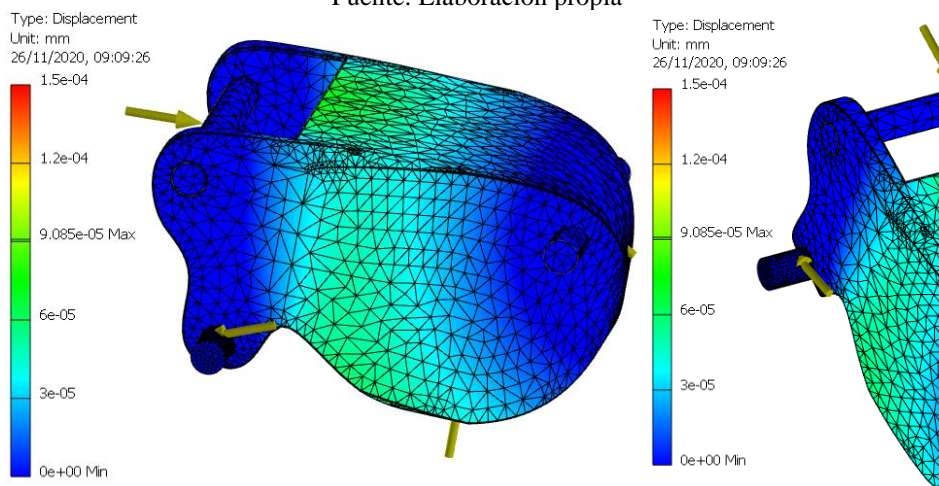 Fuente: Elaboración propia
Type: Displacement
Unit: mm
26/11/2020, 09:09:26
1.5e-04
1.2e-04
9.085e-05 Max
6e-05
3e-05
0e+00 Min
Type: Displacement
Unit: mm
26/11/2020, 09:09:26
1.5e-04
1.2e-04
9.085e-05 Max
6e-05
3e-05
0e+00 Min